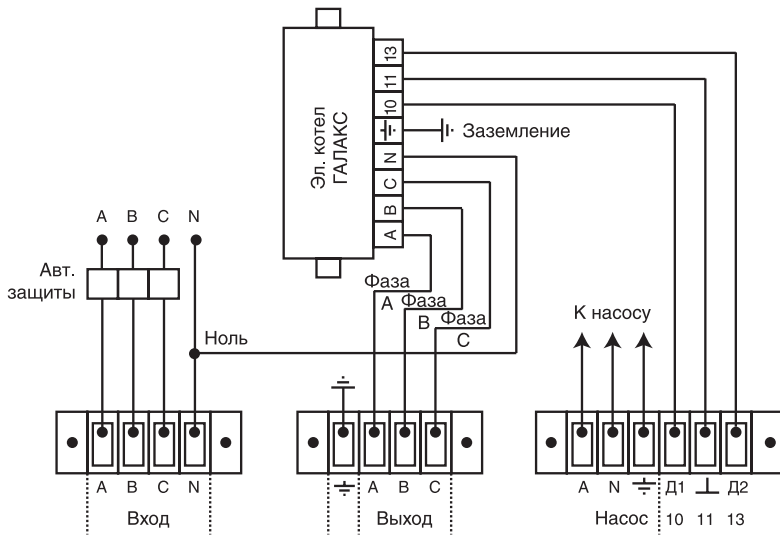 Эл. котел
ГАЛАКС
13
11
10
N
C
B
A
Заземление
A B C N
Авт.
защиты
Фаза
A
Фаза
B
Фаза
C
Ноль
К насосу
A B C N
Вход
A B C
Выход
A N Д1 Д2
Насос 10 11 13